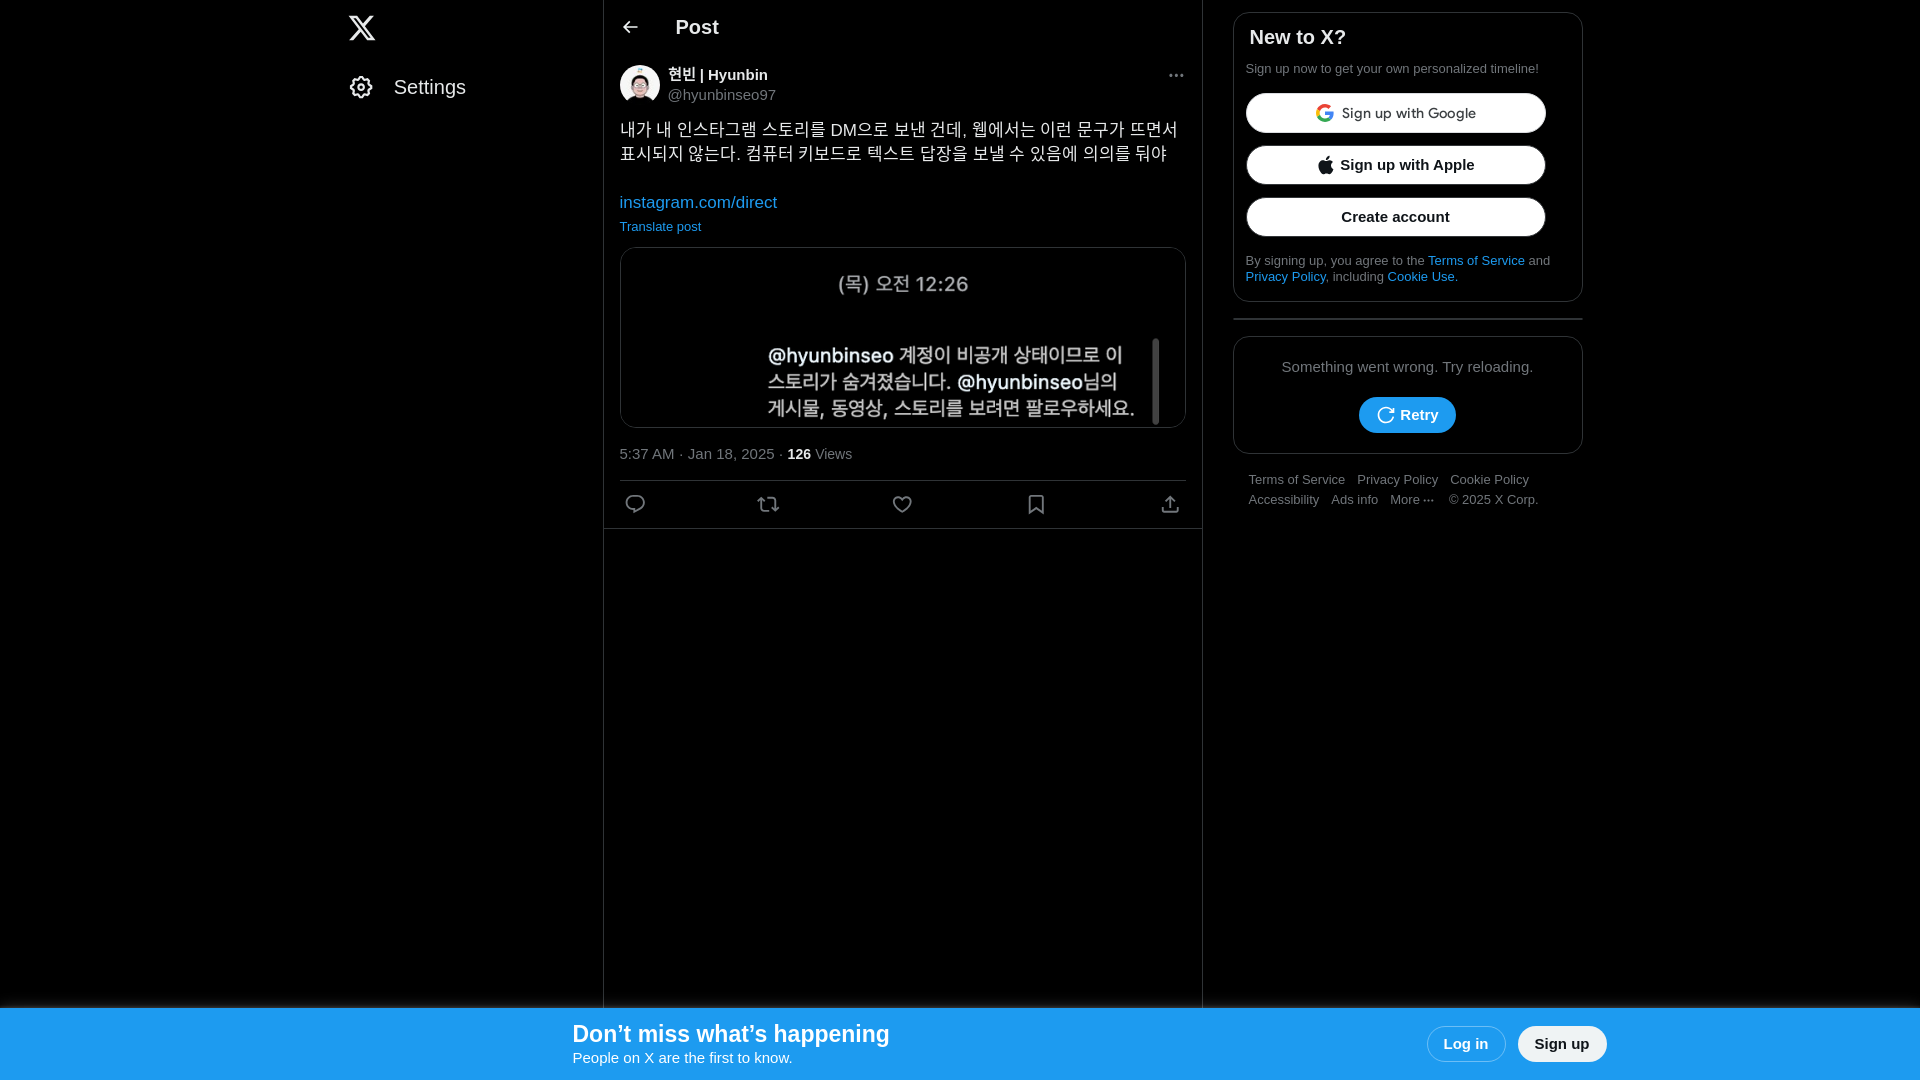 Settings
Post
현빈 | Hyunbin
@hyunbinseo97
내가 내 인스타그램 스토리를 DM으로 보낸 건데, 웹에서는 이런 문구가 뜨면서
표시되지 않는다. 컴퓨터 키보드로 텍스트 답장을 보낼 수 있음에 의의를 둬야
instagram.com/direct
Translate post
(목) 오전 12:26
@hyunbinseo 계정이 비공개 상태이므로 이
스토리가 숨겨졌습니다. @hyunbinseo님의
게시물, 동영상, 스토리를 보려면 팔로우하세요.
5:37 AM · Jan 18, 2025 · 126 Views
New to X?
Sign up now to get your own personalized timeline!
Sign up with Google
Sign up with Apple
Create account
By signing up, you agree to the Terms of Service and
Privacy Policy, including Cookie Use.
Something went wrong. Try reloading.
Retry
Terms of Service Privacy Policy Cookie Policy
Accessibility Ads info More ··· © 2025 X Corp.
Don’t miss what’s happening
People on X are the first to know.
Log in
Sign up